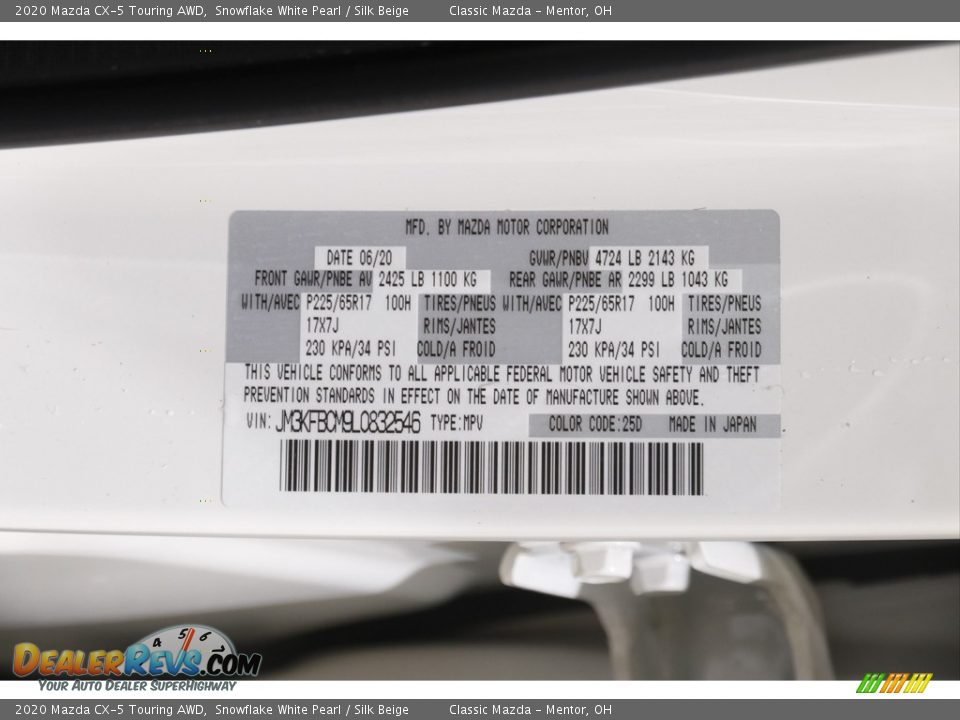 2020 Mazda CX-5 Touring AWD, Snowflake White Pearl / Silk Beige Classic Mazda - Mentor, OH
MFD. BY MAZDA MOTOR CORPORATION
DATE 06/20 GVWR/PNBV 4724 LB 2143 KG
FRONT GAWR/PNBE AV 2425 LB 1100 KG REAR GAWR/PNBE AR 2299 LB 1043 KG
WITH/AVEC P225/65R17 100H TIRES/PNEUS WITH/AVEC P225/65R17 100H TIRES/PNEUS
17X7J RIMS/JANTES 17X7J RIMS/JANTES
230 KPA/34 PSI COLD/A FROID 230 KPA/34 PSI COLD/A FROID
THIS VEHICLE CONFORMS TO ALL APPLICABLE FEDERAL MOTOR VEHICLE SAFETY AND THEFT
PREVENTION STANDARDS IN EFFECT ON THE DATE OF MANUFACTURE SHOWN ABOVE.
VIN: JM3KFBCM9L0832546 TYPE:MPV COLOR CODE:25D MADE IN JAPAN
4 5 6
DealerRevs.com
Your Auto Dealer SuperHighway
2020 Mazda CX-5 Touring AWD, Snowflake White Pearl / Silk Beige Classic Mazda - Mentor, OH